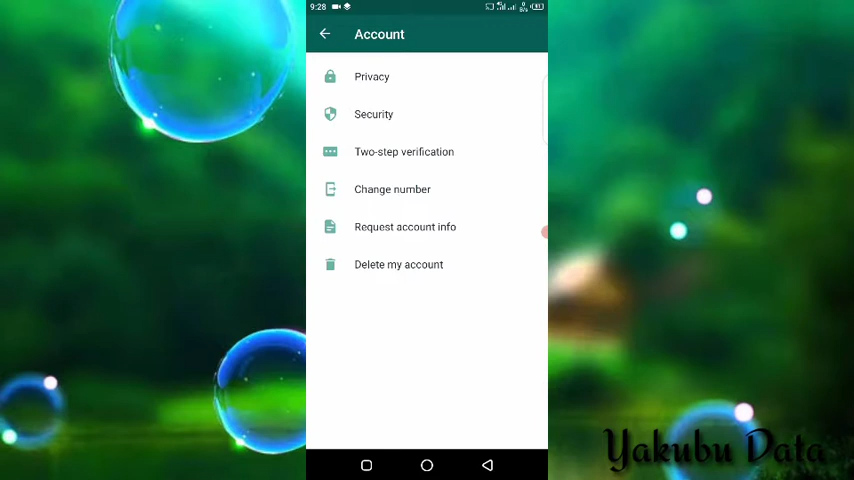 9:28
Account
Privacy
Security
Two-step verification
Change number
Request account info
Delete my account
Yakubu Data